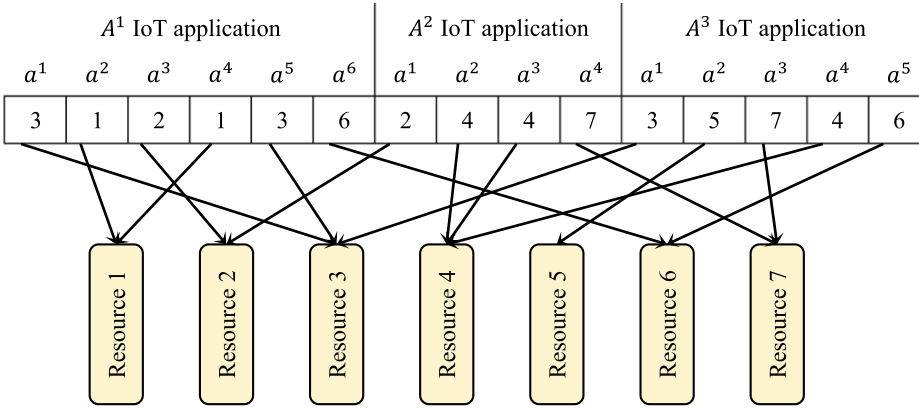 A¹ IoT application A² IoT application A³ IoT application
a¹ a² a³ a⁴ a⁵ a⁶ a¹ a² a³ a⁴ a¹ a² a³ a⁴ a⁵
3 1 2 1 3 6 2 4 4 7 3 5 7 4 6
Resource 1
Resource 2
Resource 3
Resource 4
Resource 5
Resource 6
Resource 7